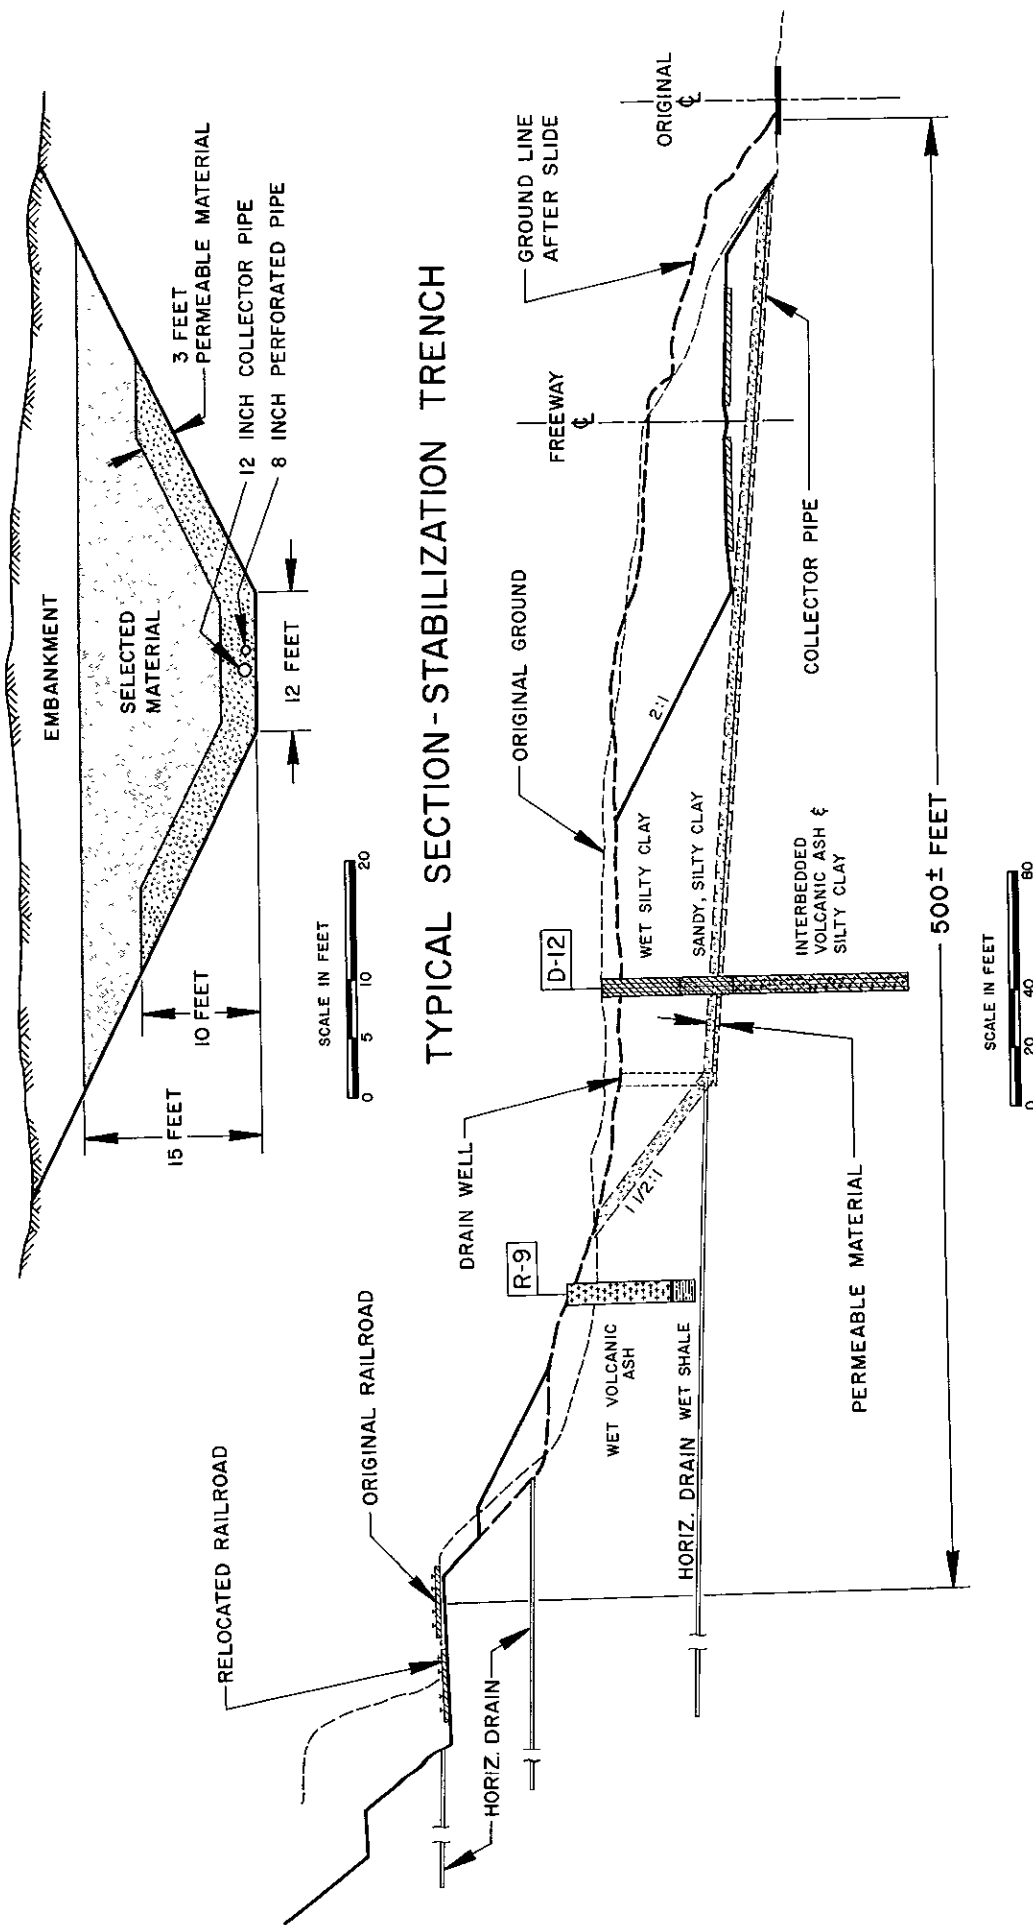 EMBANKMENT
SELECTED
MATERIAL
3 FEET
PERMEABLE MATERIAL
12 INCH COLLECTOR PIPE
8 INCH PERFORATED PIPE
12 FEET
10 FEET
15 FEET
SCALE IN FEET
0 5 10 20
TYPICAL SECTION-STABILIZATION TRENCH
RELOCATED RAILROAD
ORIGINAL RAILROAD
R-9
DRAIN WELL
D-12
ORIGINAL GROUND
FREEWAY
℄
GROUND LINE
AFTER SLIDE
ORIGINAL
℄
HORIZ. DRAIN
WET VOLCANIC
ASH
HORIZ. DRAIN WET SHALE
1 1/2:1
WET SILTY CLAY
SANDY, SILTY CLAY
INTERBEDDED
VOLCANIC ASH &
SILTY CLAY
2:1
PERMEABLE MATERIAL
COLLECTOR PIPE
500± FEET
SCALE IN FEET
0 20 40 80